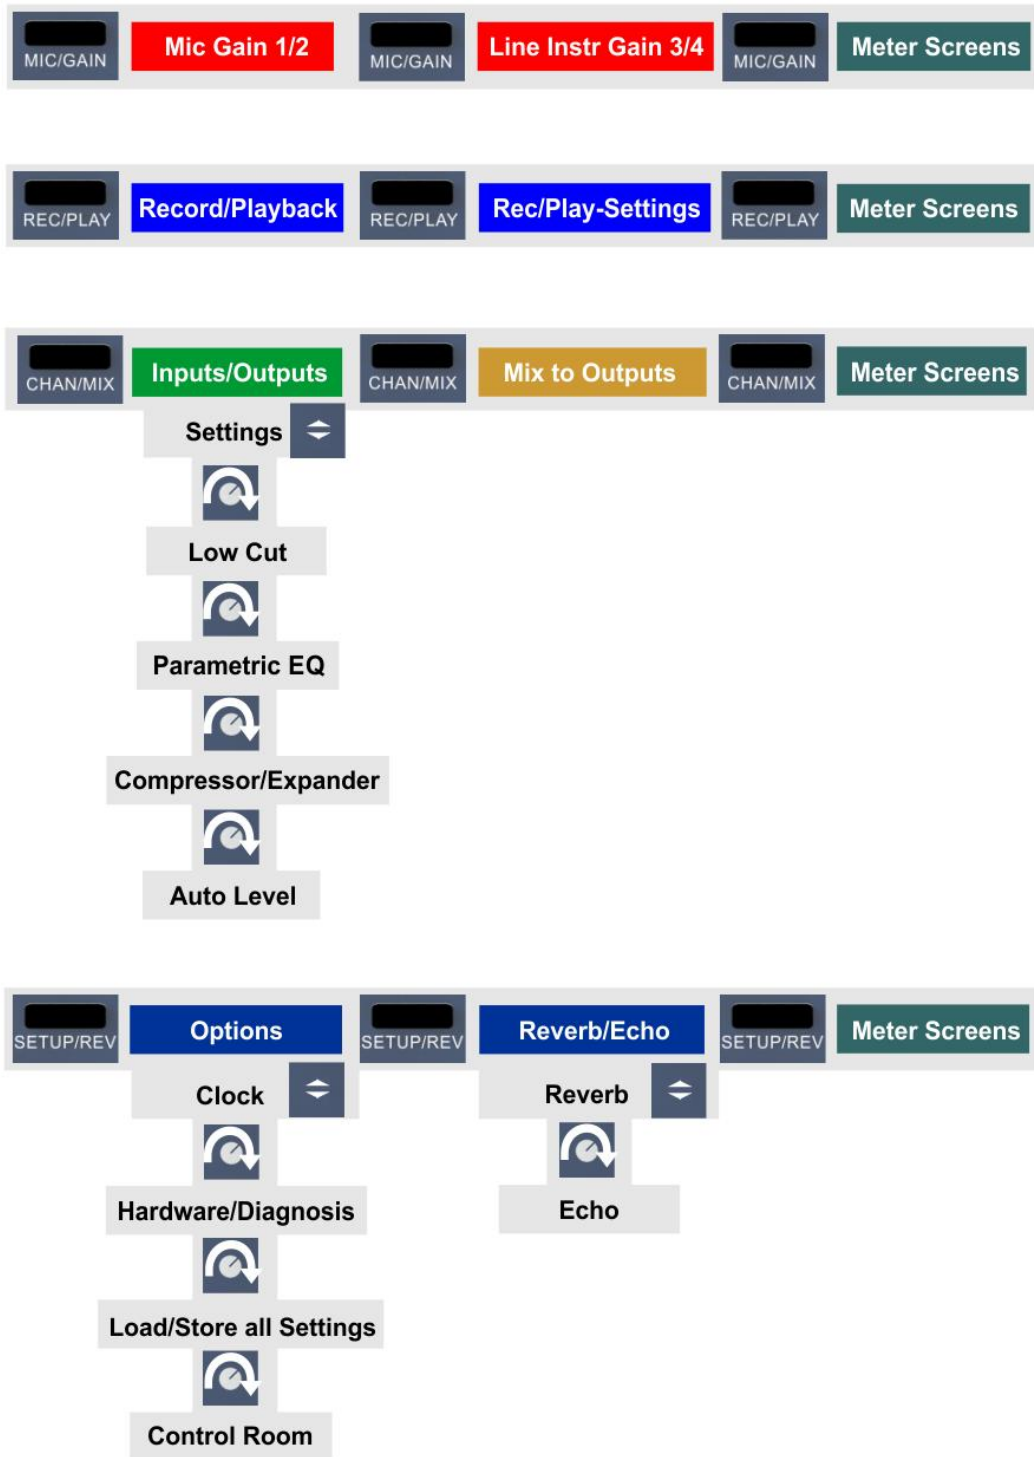 MIC/GAIN Mic Gain 1/2 MIC/GAIN Line Instr Gain 3/4 MIC/GAIN Meter Screens
REC/PLAY Record/Playback REC/PLAY Rec/Play-Settings REC/PLAY Meter Screens
CHAN/MIX Inputs/Outputs CHAN/MIX Mix to Outputs CHAN/MIX Meter Screens
Settings
Low Cut
Parametric EQ
Compressor/Expander
Auto Level
SETUP/REV Options SETUP/REV Reverb/Echo SETUP/REV Meter Screens
Clock Reverb
Hardware/Diagnosis Echo
Load/Store all Settings
Control Room